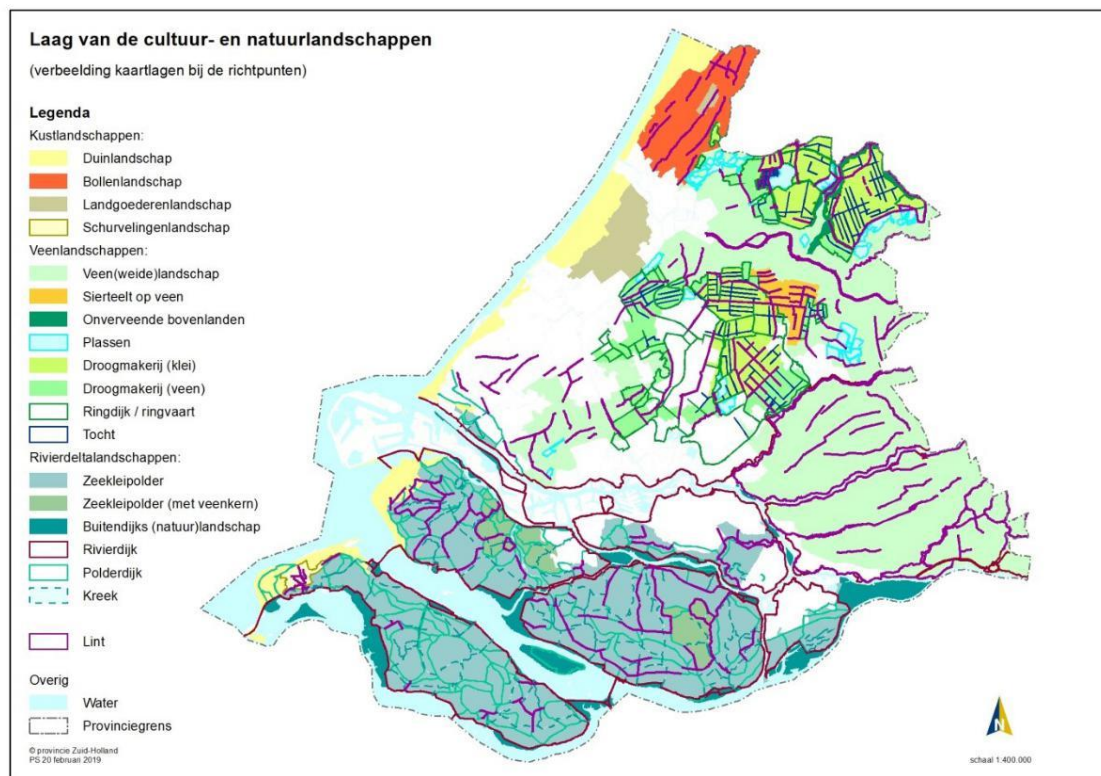 Laag van de cultuur- en natuurlandschappen
(verbeelding kaartlagen bij de richtpunten)
Legenda
Kustlandschappen:
Duinlandschap
Bollenlandschap
Landgoederenlandschap
Schurvelingenlandschap
Veenlandschappen:
Veen(weide)landschap
Sierteelt op veen
Onverveende bovenlanden
Plassen
Droogmakerij (klei)
Droogmakerij (veen)
Ringdijk / ringvaart
Tocht
Rivierdeltalandschappen:
Zeekleipolder
Zeekleipolder (met veenkern)
Buitendijks (natuur)landschap
Rivierdijk
Polderdijk
Kreek
Lint
Overig
Water
Provinciegrens
© provincie Zuid-Holland
PS 20 februari 2019
N
schaal 1:400.000